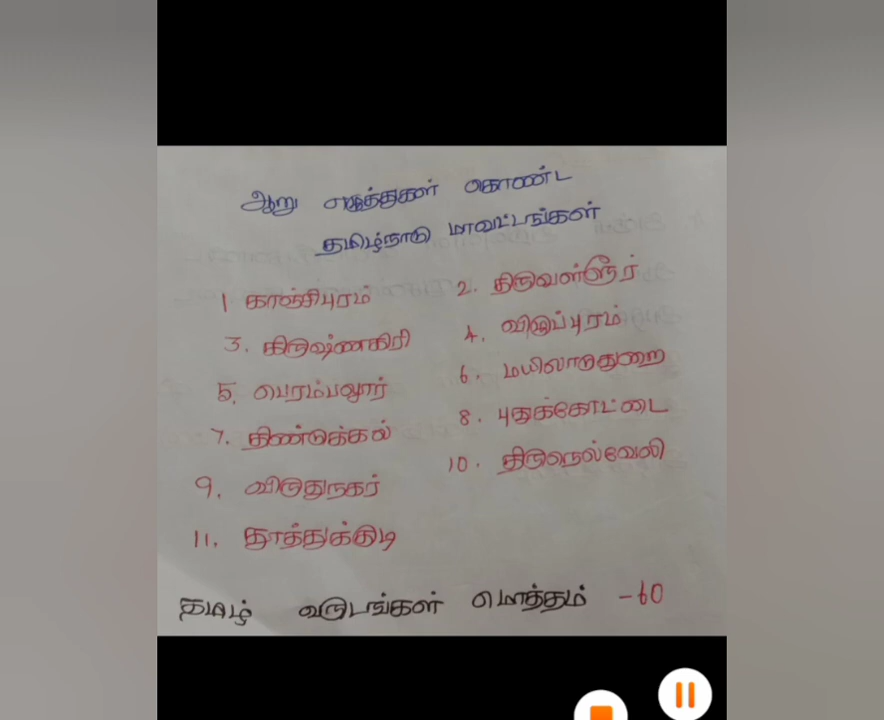 ஆறு எழுத்துகள் கொண்ட
தமிழ்நாடு மாவட்டங்கள்
1 காஞ்சிபுரம் 2. திருவள்ளூர்
3. கிருஷ்ணகிரி 4. விழுப்புரம்
5. பெரம்பலூர் 6. மயிலாடுதுறை
7. திண்டுக்கல் 8. புதுக்கோட்டை
9. விருதுநகர் 10. திருநெல்வேலி
11. தூத்துக்குடி
தமிழ் வருடங்கள் மொத்தம் - 60